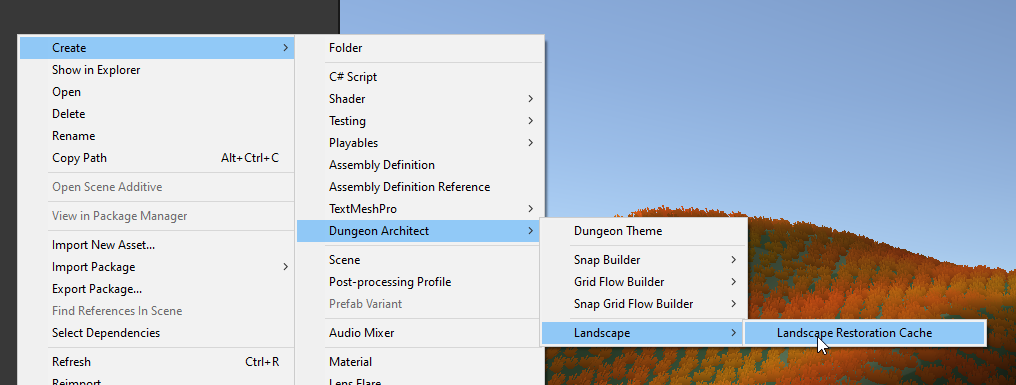 Create
Show in Explorer
Open
Delete
Rename
Copy Path Alt+Ctrl+C
Open Scene Additive
View in Package Manager
Import New Asset...
Import Package
Export Package...
Find References In Scene
Select Dependencies
Refresh Ctrl+R
Reimport
Folder
C# Script
Shader
Testing
Playables
Assembly Definition
Assembly Definition Reference
TextMeshPro
Dungeon Architect
Scene
Post-processing Profile
Prefab Variant
Audio Mixer
Material
Lens Flare
Dungeon Theme
Snap Builder
Grid Flow Builder
Snap Grid Flow Builder
Landscape
Landscape Restoration Cache